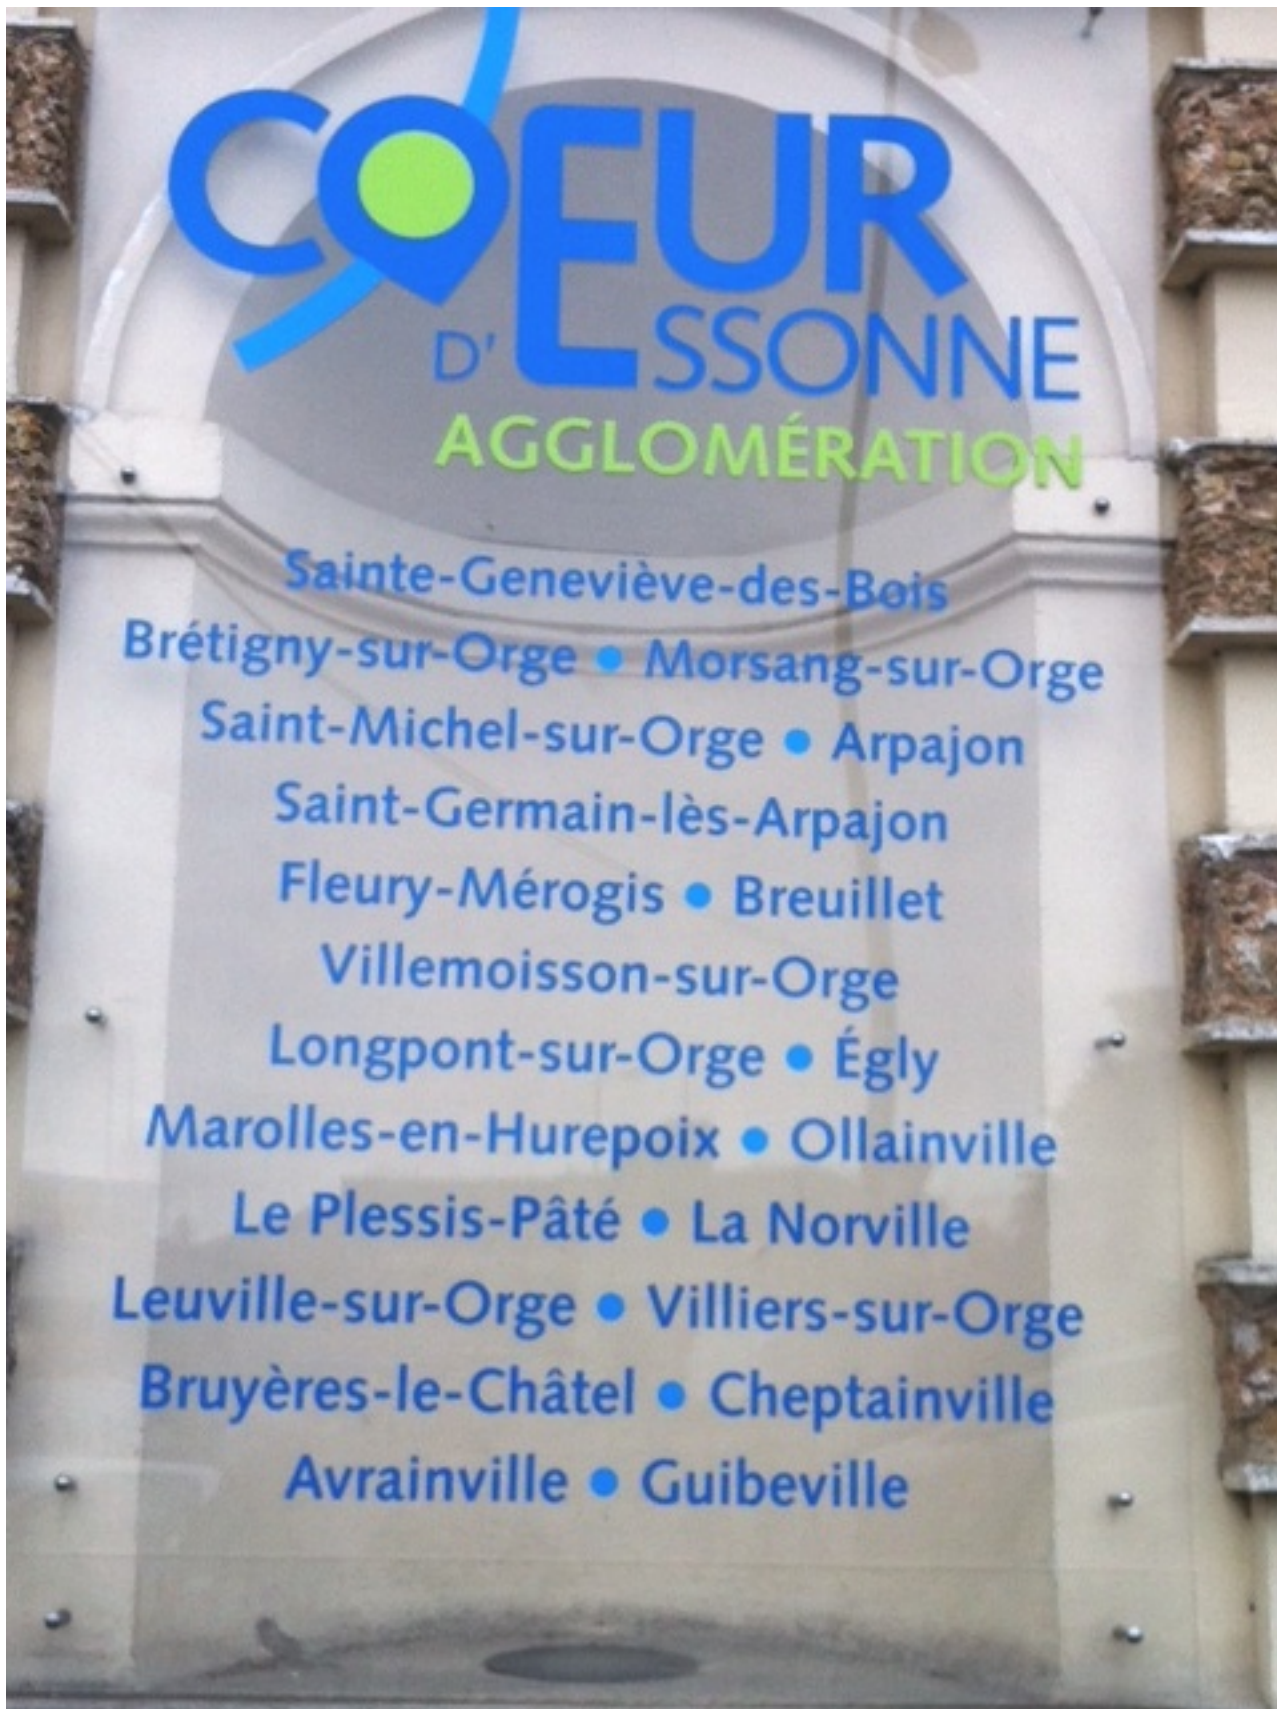 COEUR
D'ESSONNE
AGGLOMÉRATION
Sainte-Geneviève-des-Bois
Brétigny-sur-Orge • Morsang-sur-Orge
Saint-Michel-sur-Orge • Arpajon
Saint-Germain-lès-Arpajon
Fleury-Mérogis • Breuillet
Villemoisson-sur-Orge
Longpont-sur-Orge • Égly
Marolles-en-Hurepoix • Ollainville
Le Plessis-Pâté • La Norville
Leuville-sur-Orge • Villiers-sur-Orge
Bruyères-le-Châtel • Cheptainville
Avrainville • Guibeville